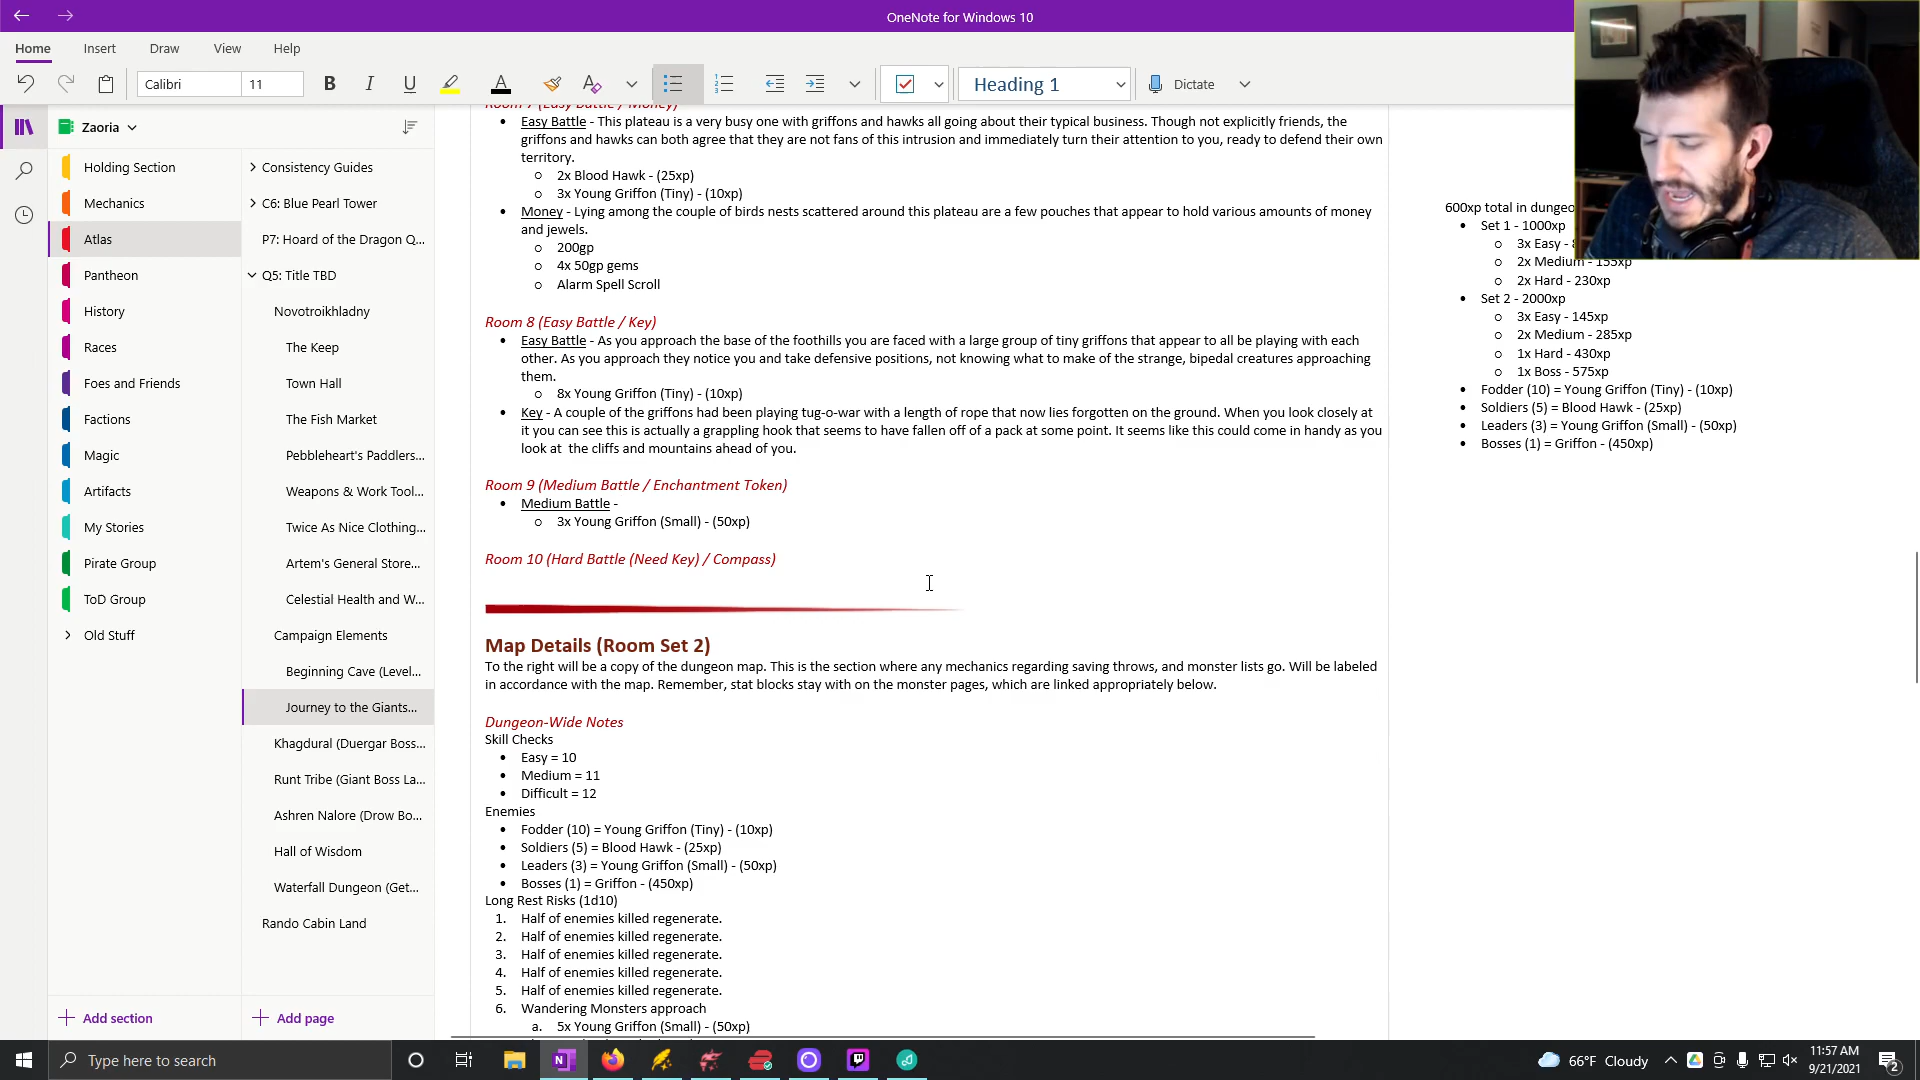 OneNote for Windows 10
Home
Insert
Draw
View
Help
Calibri
11
B
I
U
A
A
Heading 1
Dictate
Zaoria
Holding Section
Mechanics
Atlas
Pantheon
History
Races
Foes and Friends
Factions
Magic
Artifacts
My Stories
Pirate Group
ToD Group
Old Stuff
Add section
Consistency Guides
C6: Blue Pearl Tower
P7: Hoard of the Dragon Q...
Q5: Title TBD
Novotroikhladny
The Keep
Town Hall
The Fish Market
Pebbleheart's Paddlers...
Weapons & Work Tool...
Twice As Nice Clothing...
Artem's General Store...
Celestial Health and W...
Campaign Elements
Beginning Cave (Level...
Journey to the Giants...
Khagdural (Duergar Boss...
Runt Tribe (Giant Boss La...
Ashren Nalore (Drow Bo...
Hall of Wisdom
Waterfall Dungeon (Get...
Rando Cabin Land
Add page
Room 7 (Easy Battle / Money)
• Easy Battle - This plateau is a very busy one with griffons and hawks all going about their typical business. Though not explicitly friends, the
griffons and hawks can both agree that they are not fans of this intrusion and immediately turn their attention to you, ready to defend their own
territory.
o 2x Blood Hawk - (25xp)
o 3x Young Griffon (Tiny) - (10xp)
• Money - Lying among the couple of birds nests scattered around this plateau are a few pouches that appear to hold various amounts of money
and jewels.
o 200gp
o 4x 50gp gems
o Alarm Spell Scroll
Room 8 (Easy Battle / Key)
• Easy Battle - As you approach the base of the foothills you are faced with a large group of tiny griffons that appear to all be playing with each
other. As you approach they notice you and take defensive positions, not knowing what to make of the strange, bipedal creatures approaching
them.
o 8x Young Griffon (Tiny) - (10xp)
• Key - A couple of the griffons had been playing tug-o-war with a length of rope that now lies forgotten on the ground. When you look closely at
it you can see this is actually a grappling hook that seems to have fallen off of a pack at some point. It seems like this could come in handy as you
look at  the cliffs and mountains ahead of you.
Room 9 (Medium Battle / Enchantment Token)
• Medium Battle -
o 3x Young Griffon (Small) - (50xp)
Room 10 (Hard Battle (Need Key) / Compass)
Map Details (Room Set 2)
To the right will be a copy of the dungeon map. This is the section where any mechanics regarding saving throws, and monster lists go. Will be labeled
in accordance with the map. Remember, stat blocks stay with on the monster pages, which are linked appropriately below.
Dungeon-Wide Notes
Skill Checks
• Easy = 10
• Medium = 11
• Difficult = 12
Enemies
• Fodder (10) = Young Griffon (Tiny) - (10xp)
• Soldiers (5) = Blood Hawk - (25xp)
• Leaders (3) = Young Griffon (Small) - (50xp)
• Bosses (1) = Griffon - (450xp)
Long Rest Risks (1d10)
1. Half of enemies killed regenerate.
2. Half of enemies killed regenerate.
3. Half of enemies killed regenerate.
4. Half of enemies killed regenerate.
5. Half of enemies killed regenerate.
6. Wandering Monsters approach
a. 5x Young Griffon (Small) - (50xp)
600xp total in dungeo
• Set 1 - 1000xp
o 3x Easy -
o 2x Medium - 155xp
o 2x Hard - 230xp
• Set 2 - 2000xp
o 3x Easy - 145xp
o 2x Medium - 285xp
o 1x Hard - 430xp
o 1x Boss - 575xp
• Fodder (10) = Young Griffon (Tiny) - (10xp)
• Soldiers (5) = Blood Hawk - (25xp)
• Leaders (3) = Young Griffon (Small) - (50xp)
• Bosses (1) = Griffon - (450xp)
Type here to search
66°F Cloudy
11:57 AM
9/21/2021
2